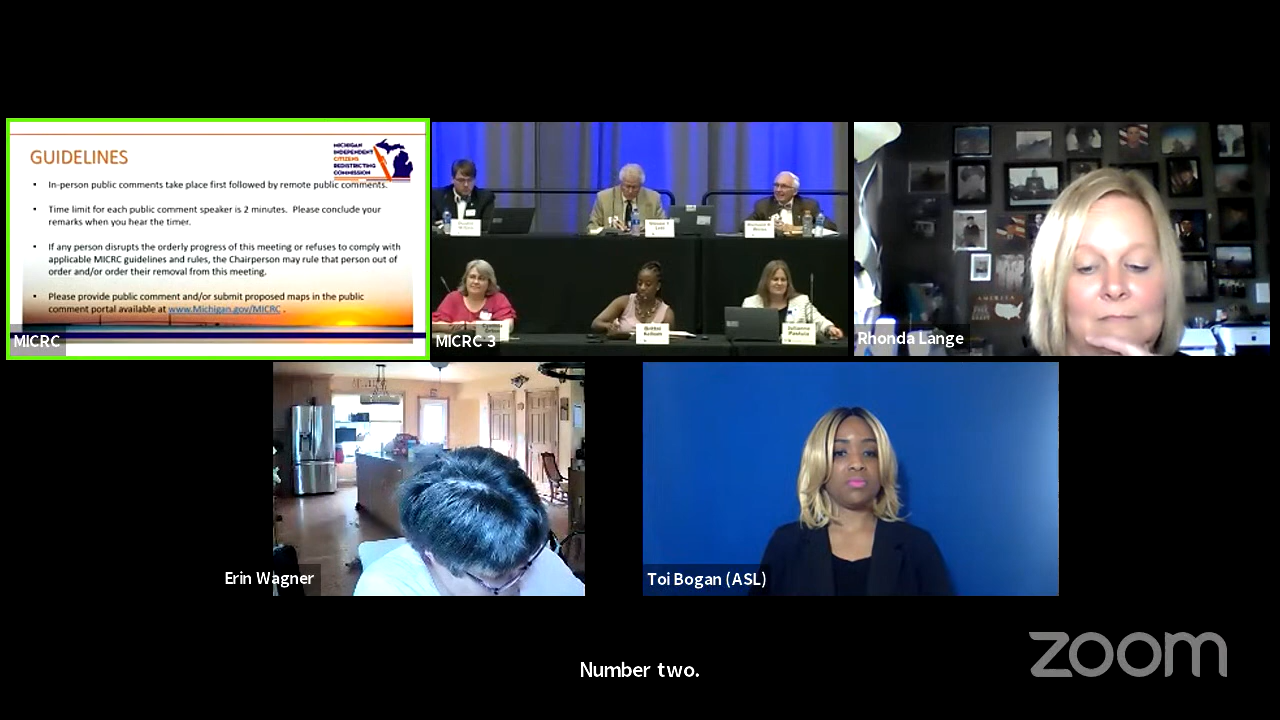 GUIDELINES
MICHIGAN
INDEPENDENT
CITIZENS
REDISTRICTING
COMMISSION
• In-person public comments take place first followed by remote public comments.
• Time limit for each public comment speaker is 2 minutes. Please conclude your
remarks when you hear the timer.
• If any person disrupts the orderly progress of this meeting or refuses to comply with
applicable MICRC guidelines and rules, the Chairperson may rule that person out of
order and/or order their removal from this meeting.
• Please provide public comment and/or submit proposed maps in the public
comment portal available at www.Michigan.gov/MICRC .
MICRC
MICRC 3
Brittni
Kellom
Juliana
Pastula
Rhonda Lange
AMERICA
Erin Wagner
Toi Bogan (ASL)
Number two.
zoom